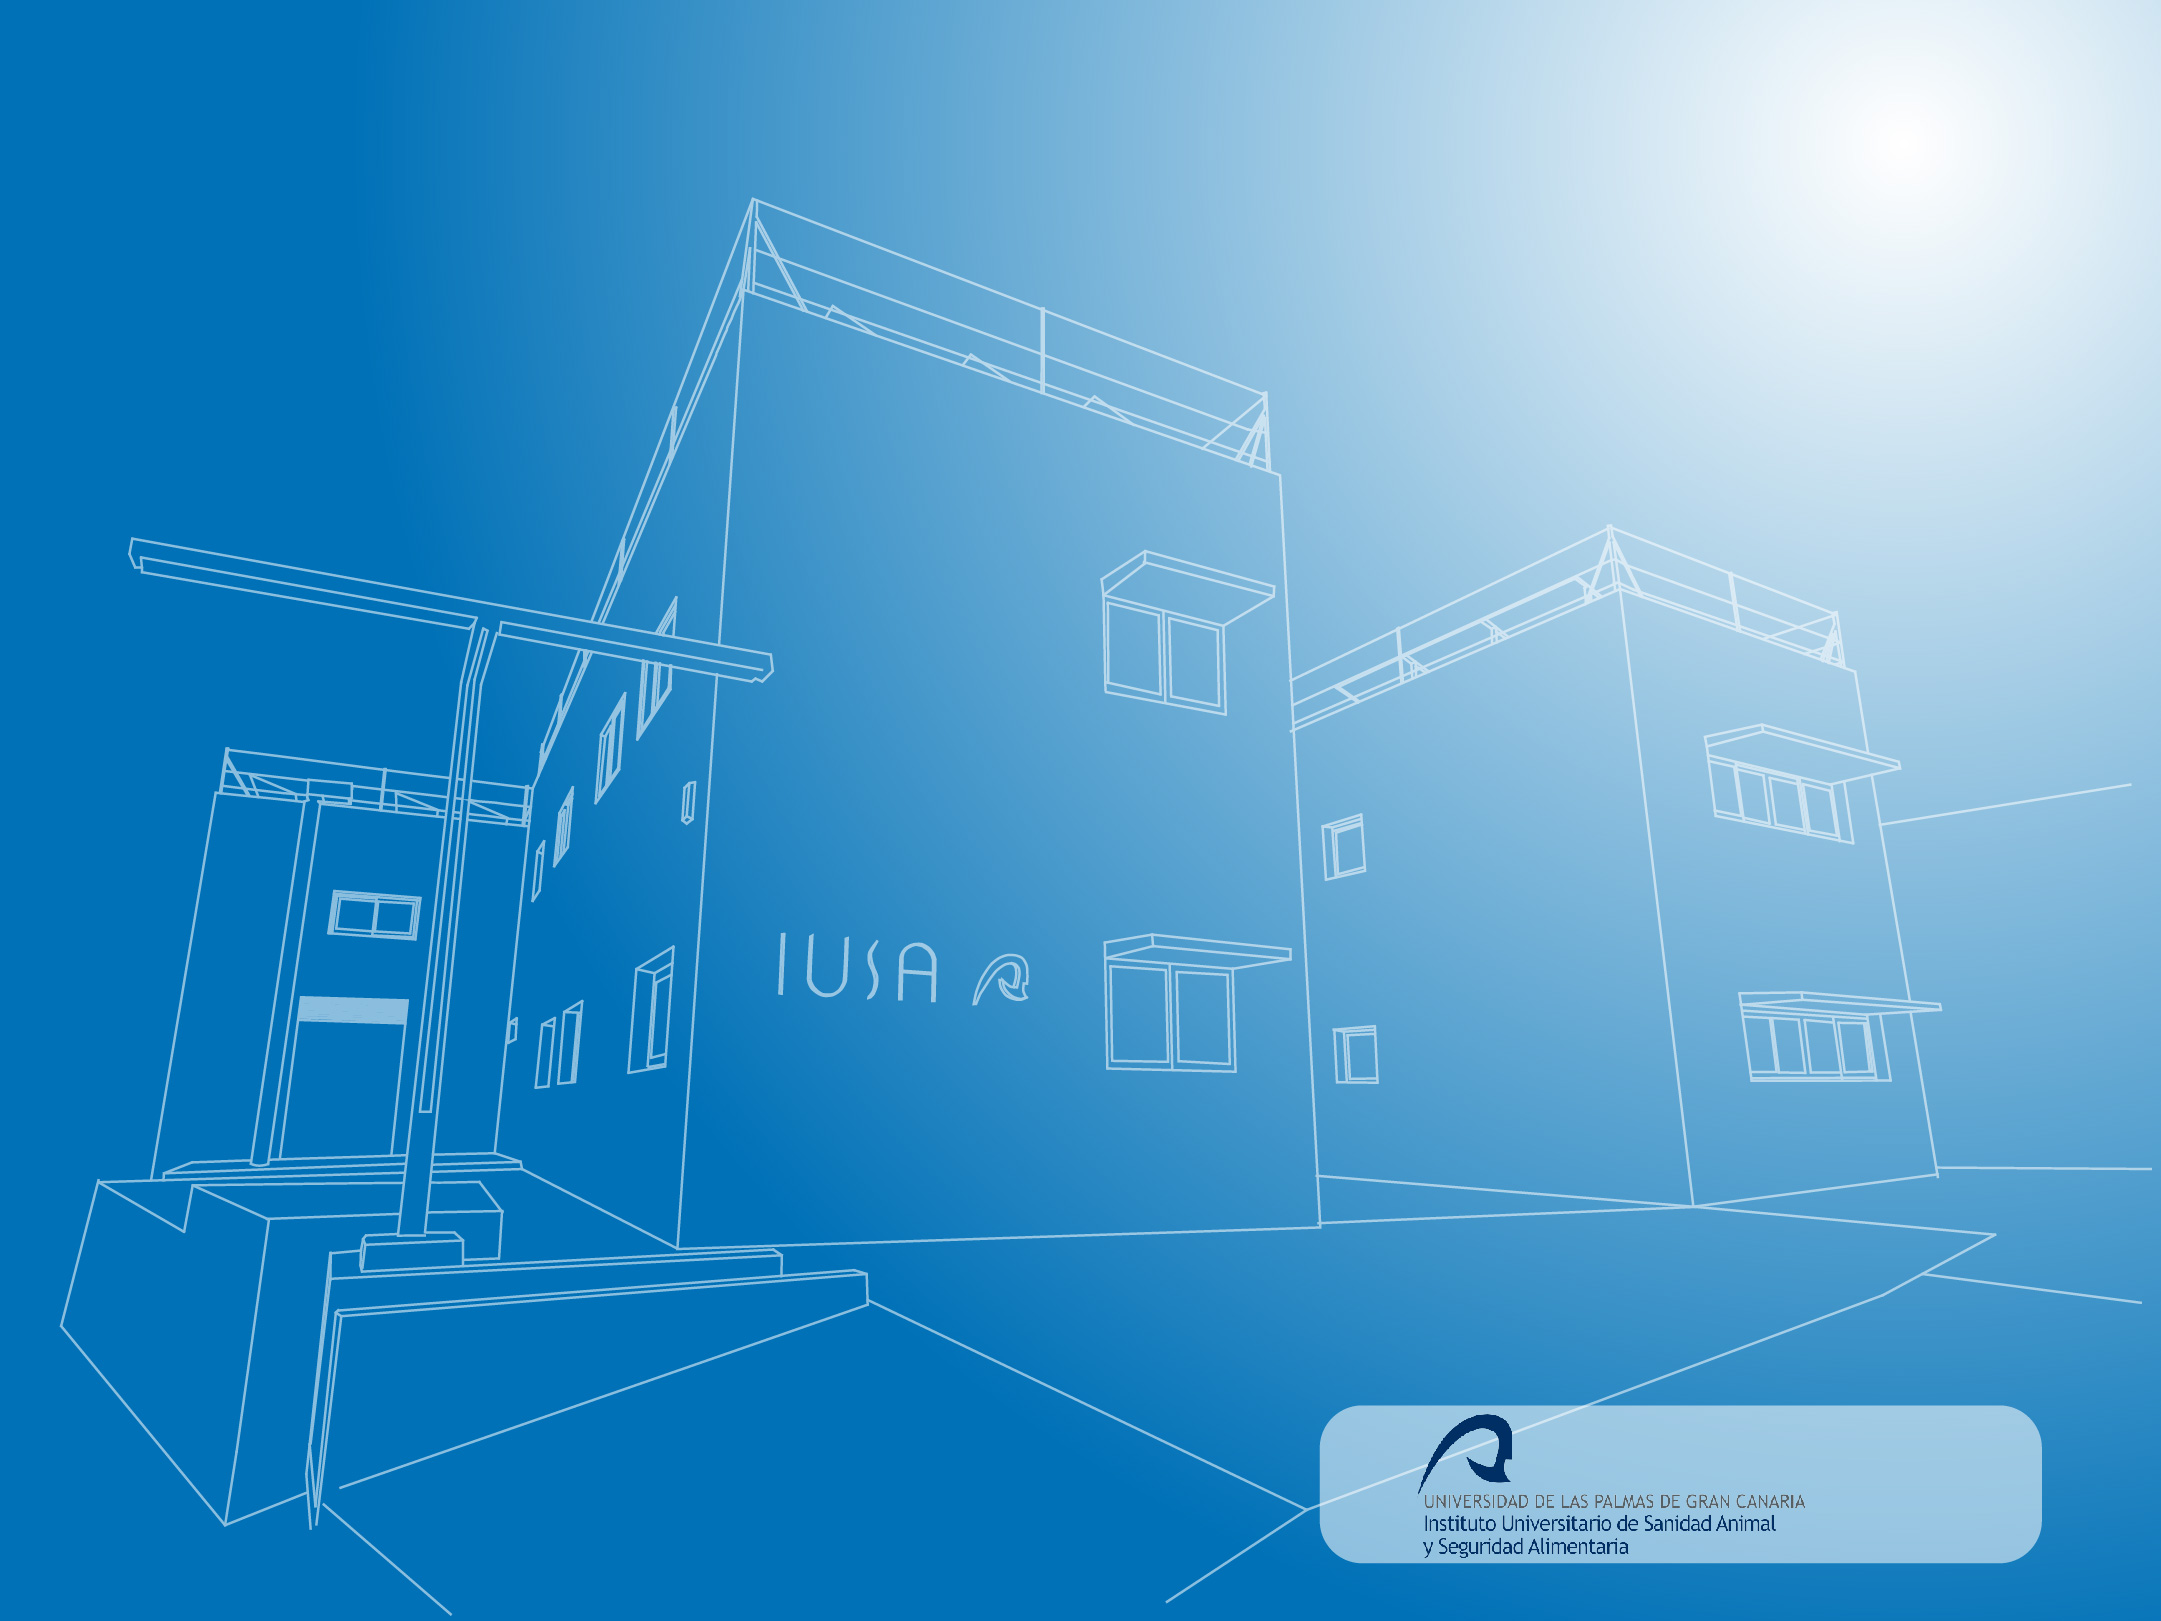 IUSA
UNIVERSIDAD DE LAS PALMAS DE GRAN CANARIA
Instituto Universitario de Sanidad Animal
y Seguridad Alimentaria